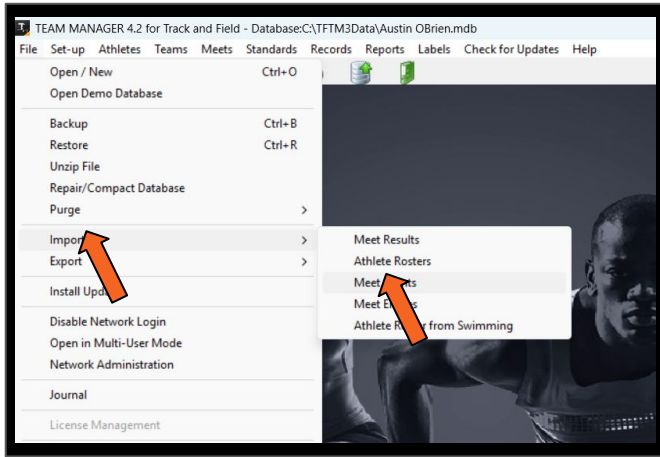 TEAM MANAGER 4.2 for Track and Field - Database:C:\TFTM3Data\Austin OBrien.mdb
File Set-up Athletes Teams Meets Standards Records Reports Labels Check for Updates Help
Open / New Ctrl+O
Open Demo Database
Backup Ctrl+B
Restore Ctrl+R
Unzip File
Repair/Compact Database
Purge >
Import >
Export >
Install
Disable Network Login
Open in Multi-User Mode
Network Administration
Journal
License Management
Meet Results
Athlete Rosters
Meet
Meet
Athlete from Swimming